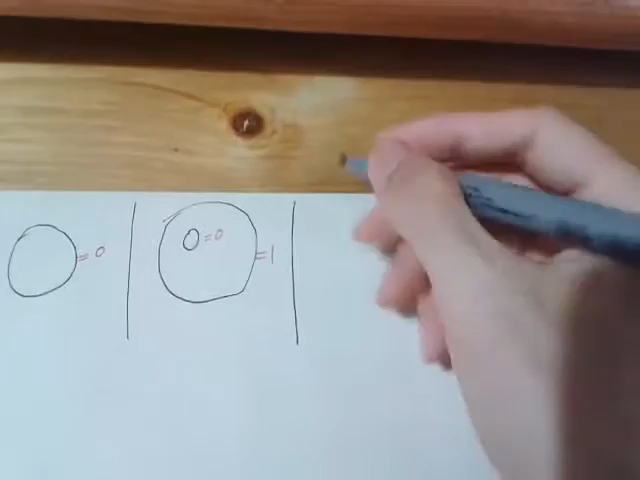 = 0
= 0
= 1